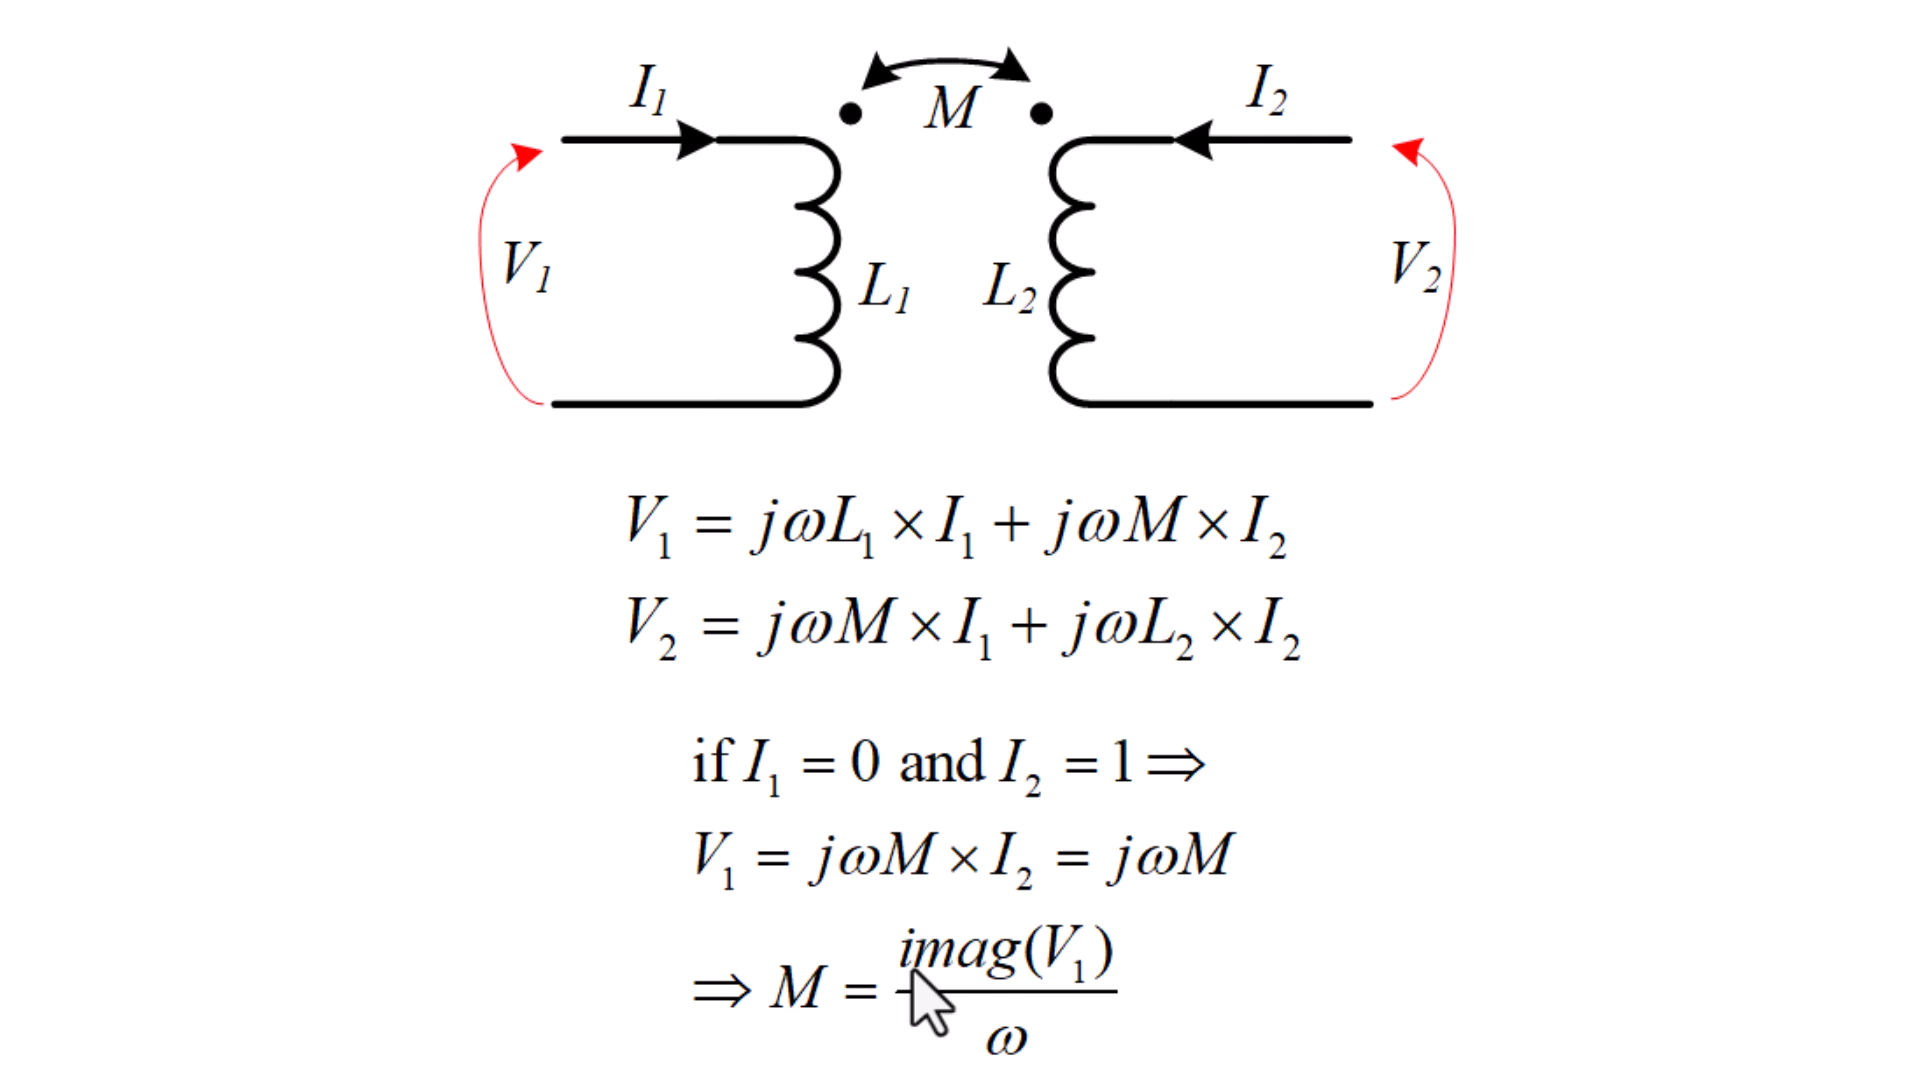 I₁ M I₂
V₁ L₁ L₂ V₂
V₁ = jωL₁ × I₁ + jωM × I₂
V₂ = jωM × I₁ + jωL₂ × I₂
if I₁ = 0 and I₂ = 1 ⇒
V₁ = jωM × I₂ = jωM
⇒ M = imag(V₁) / ω